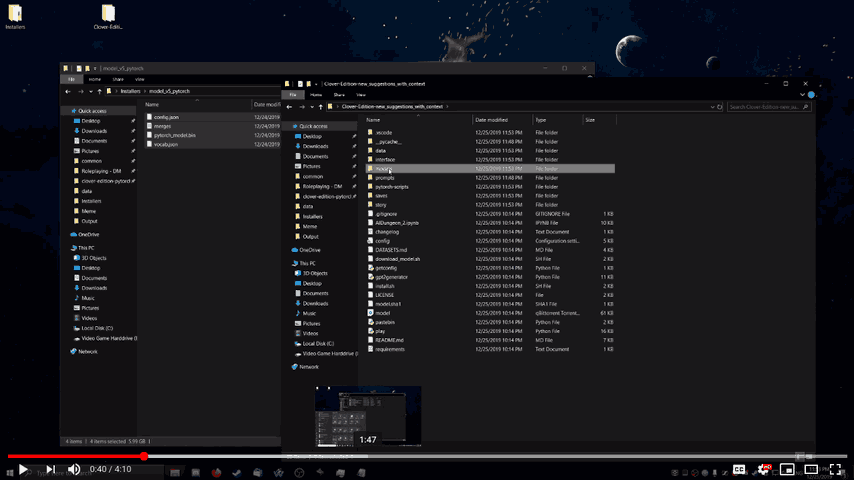 Installers
Clover-Editi...
model_v5_pytorch
File Home Share View
Installers > model_v5_pytorch
Name Date modif
Quick access
Desktop
Downloads
Documents
Pictures
common
Roleplaying - DM
clover-edition-pytorcl
data
Installers
Meme
Output
OneDrive
This PC
3D Objects
Desktop
Documents
Downloads
Music
Pictures
Videos
Local Disk (C:)
Video Game Harddrive (
Network
config.json 12/24/2019
merges 12/24/2019
pytorch_model.bin 12/24/2019
vocab.json 12/24/2019
4 items 4 items selected 5.99 GB
Clover-Edition-new_suggestions_with_context
File Home Share View
Clover-Edition-new_suggestions_with_context >
Search Clover-Edition-new su...
Quick access
Desktop
Downloads
Documents
Pictures
common
Roleplaying - DM
clover-edition-pytorcl
data
Installers
Meme
Output
OneDrive
This PC
3D Objects
Desktop
Documents
Downloads
Music
Pictures
Videos
Local Disk (C:)
Video Game Harddrive (
Network
Name Date modified Type Size
.vscode 12/25/2019 11:53 PM File folder
__pycache__ 12/25/2019 11:53 PM File folder
data 12/25/2019 11:53 PM File folder
interface 12/25/2019 11:53 PM File folder
models 12/25/2019 11:53 PM File folder
prompts 12/25/2019 11:48 PM File folder
pytorch-scripts 12/25/2019 11:53 PM File folder
saves 12/25/2019 11:53 PM File folder
story 12/25/2019 11:53 PM File folder
.gitignore 12/25/2019 10:14 PM GITIGNORE File 1 KB
AIDungeon_2.ipynb 12/25/2019 10:14 PM IPYNB File 8 KB
changelog 12/25/2019 10:14 PM Text Document 1 KB
config 12/25/2019 10:14 PM Configuration setti... 5 KB
DATASETS.md 12/25/2019 10:14 PM MD File 4 KB
download_model.sh 12/25/2019 10:14 PM SH File 2 KB
getconfig 12/25/2019 10:14 PM Python File 1 KB
gpt2generator 12/25/2019 10:14 PM Python File 11 KB
install.sh 12/25/2019 10:14 PM SH File 2 KB
LICENSE 12/25/2019 10:14 PM File 2 KB
model.sha1 12/25/2019 10:14 PM SHA1 File 1 KB
model 12/25/2019 10:14 PM qBittorrent Torrent... 61 KB
pastebin 12/25/2019 10:14 PM Python File 2 KB
play 12/25/2019 10:14 PM Python File 16 KB
README.md 12/25/2019 10:14 PM MD File 7 KB
requirements 12/25/2019 10:14 PM Text Document 1 KB
1:47
0:40 / 4:10
CC
HD